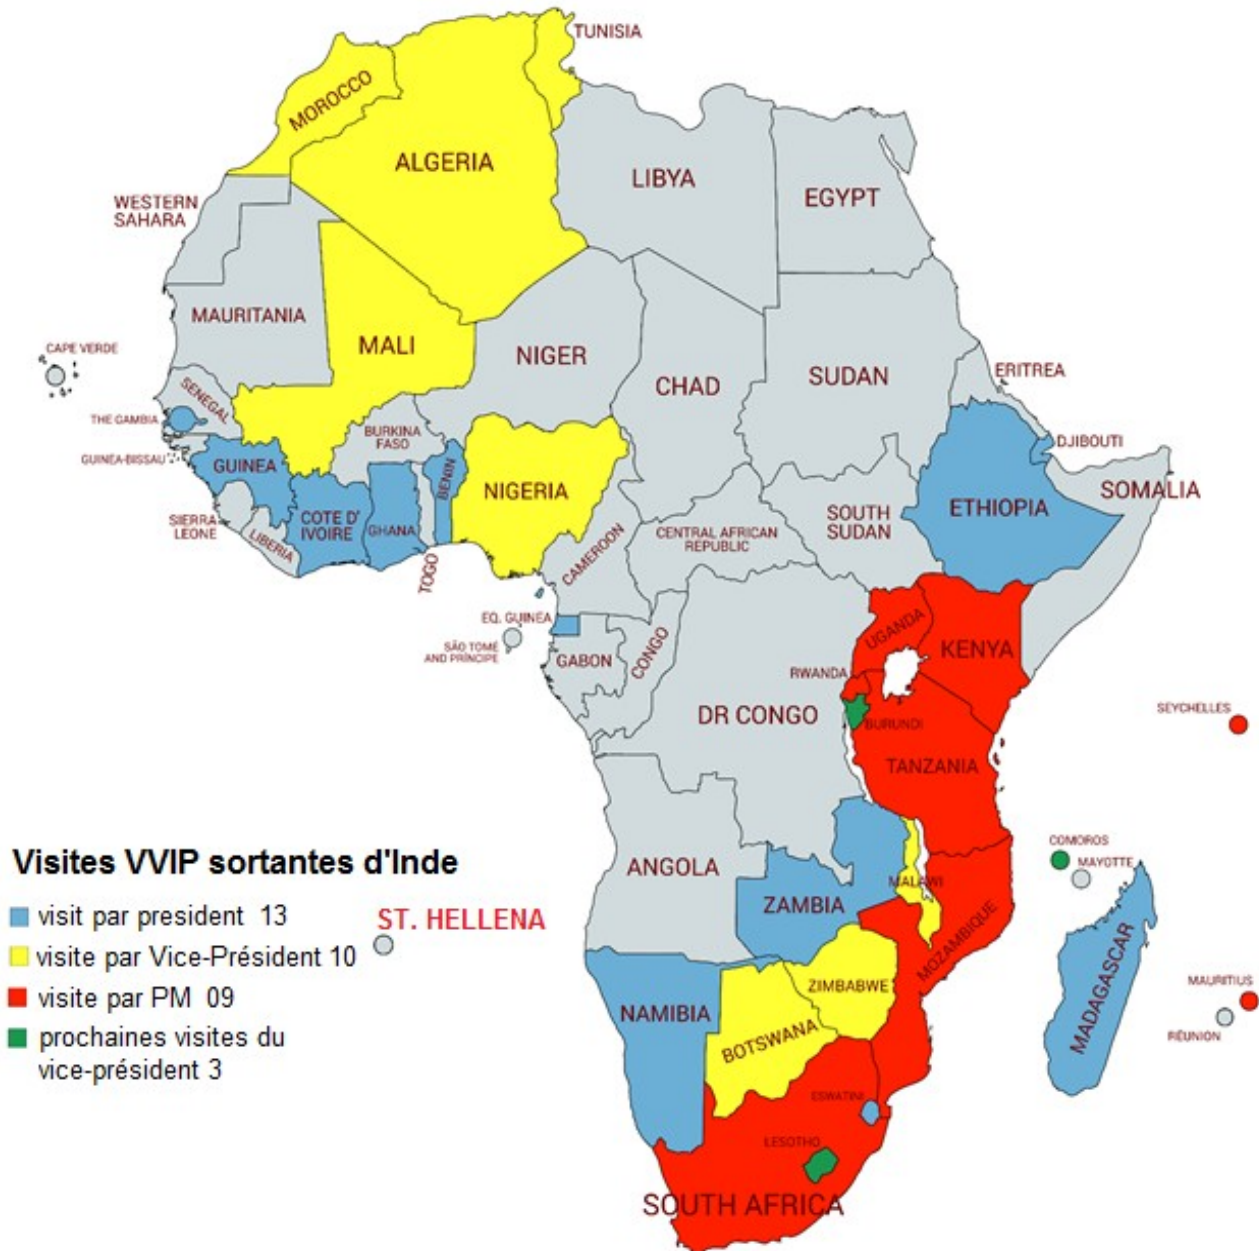 TUNISIA
MOROCCO
ALGERIA
LIBYA
EGYPT
WESTERN
SAHARA
MAURITANIA
MALI
NIGER
CHAD
SUDAN
ERITREA
CAPE VERDE
SENEGAL
THE GAMBIA
GUINEA-BISSAU
GUINEA
BURKINA
FASO
BENIN
NIGERIA
DJIBOUTI
SOMALIA
ETHIOPIA
SIERRA
LEONE
LIBERIA
COTE D'
IVOIRE
GHANA
TOGO
CAMEROON
CENTRAL AFRICAN
REPUBLIC
SOUTH
SUDAN
EQ. GUINEA
SÃO TOMÉ
AND PRÍNCIPE
GABON
CONGO
UGANDA
KENYA
RWANDA
DR CONGO
BURUNDI
TANZANIA
SEYCHELLES
COMOROS
MAYOTTE
ANGOLA
ZAMBIA
MALAWI
MOZAMBIQUE
MADAGASCAR
MAURITIUS
RÉUNION
ZIMBABWE
NAMIBIA
BOTSWANA
ESWATINI
LESOTHO
SOUTH AFRICA
Visites VVIP sortantes d'Inde
visit par president 13
ST. HELLENA
visite par Vice-Président 10
visite par PM 09
prochaines visites du
vice-président 3